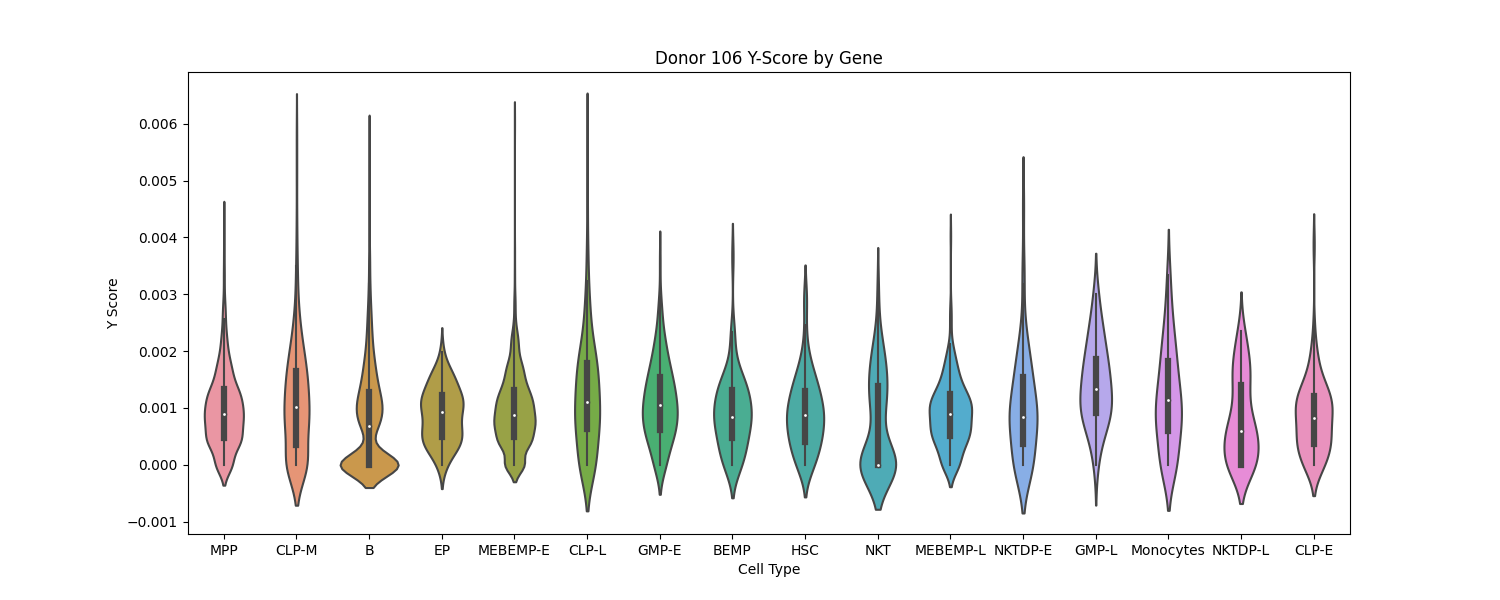 Donor 106 Y-Score by Gene
Y Score
0.006
0.005
0.004
0.003
0.002
0.001
0.000
−0.001
MPP CLP-M B EP MEBEMP-E CLP-L GMP-E BEMP HSC NKT MEBEMP-L NKTDP-E GMP-L Monocytes NKTDP-L CLP-E
Cell Type